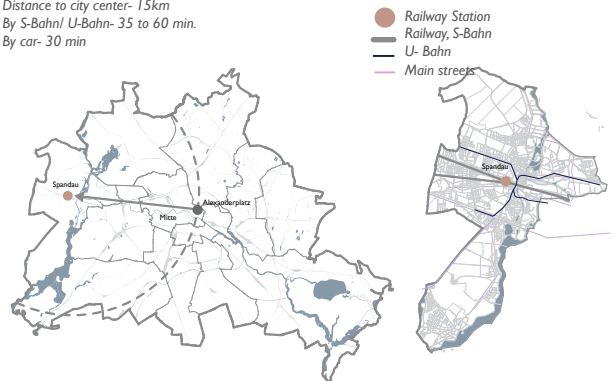 Distance to city center- 15km
By S-Bahn/ U-Bahn- 35 to 60 min.
By car- 30 min
Railway Station
Railway, S-Bahn
U- Bahn
Main streets
Spandau
Alexanderplatz
Mitte
Spandau